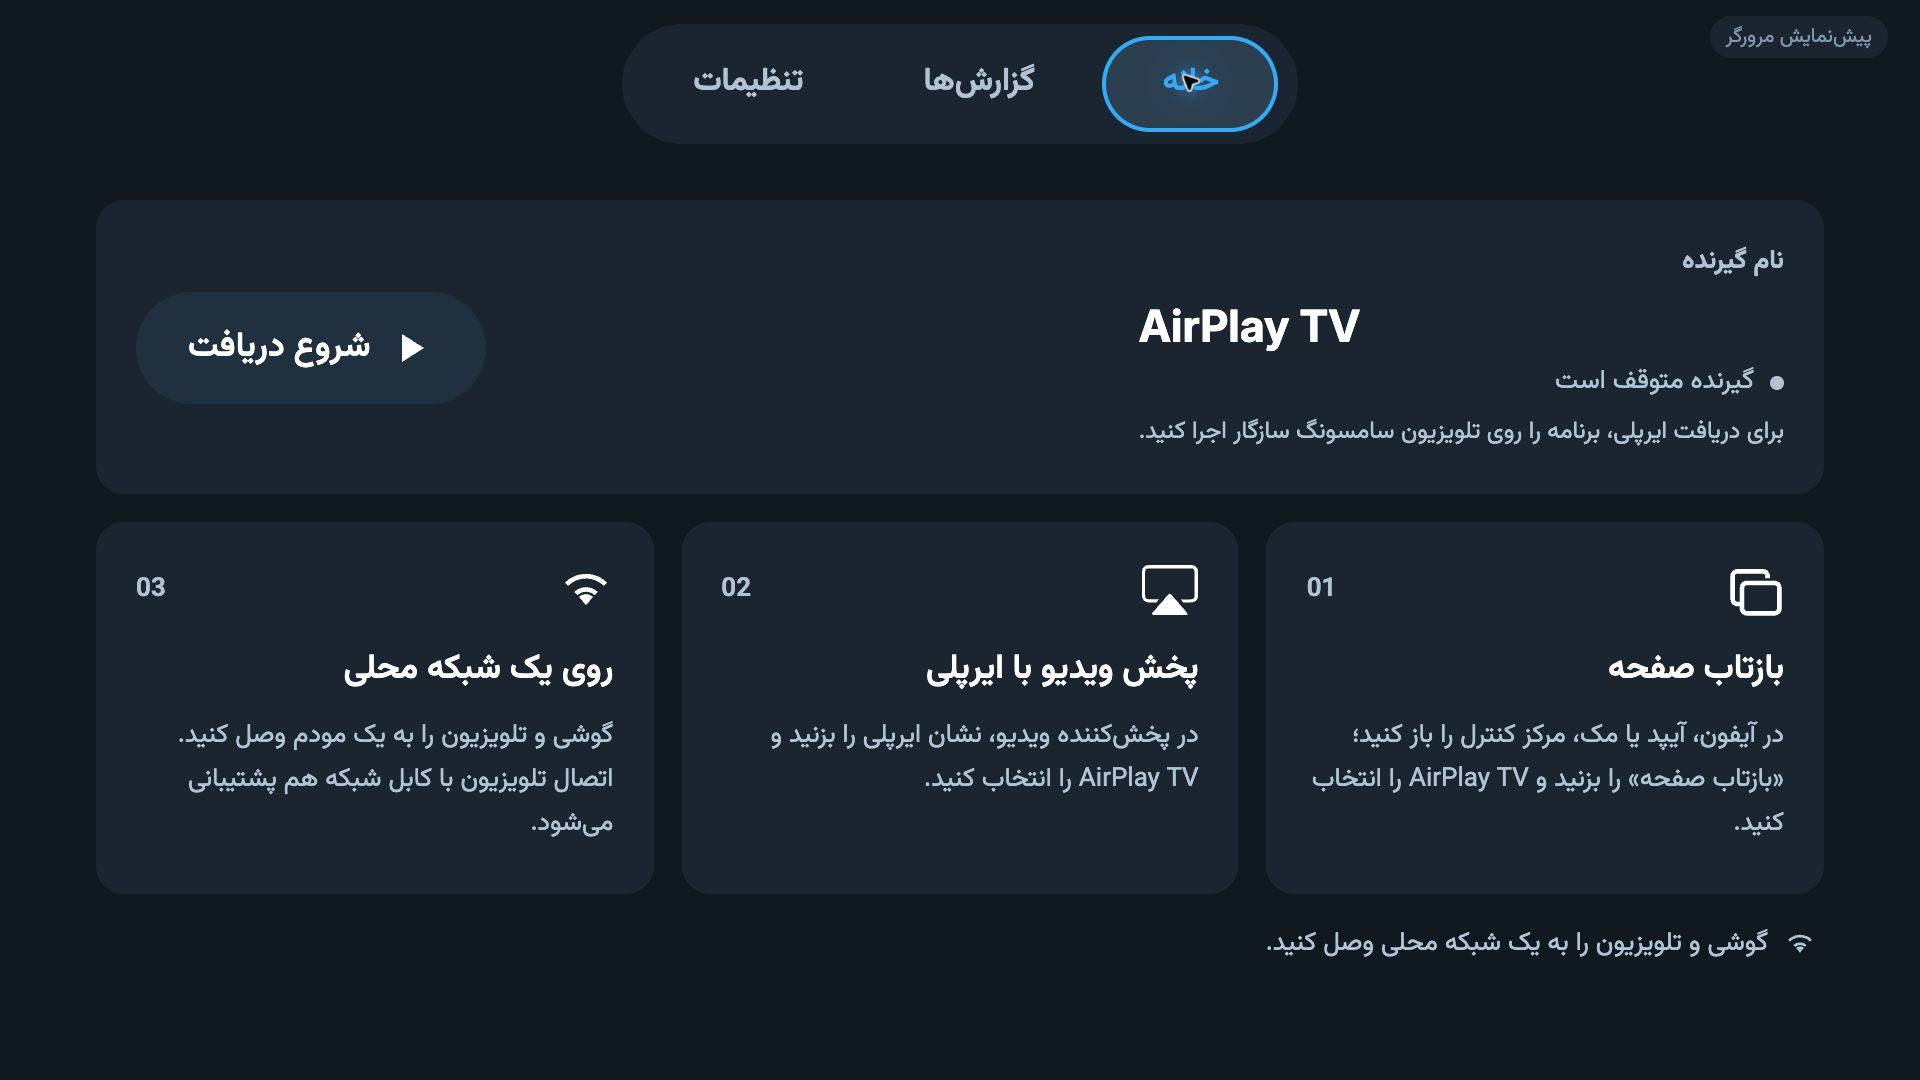 پیش‌نمایش مرورگر
خانه
گزارش‌ها
تنظیمات
نام گیرنده
AirPlay TV
گیرنده متوقف است
برای دریافت ایرپلی، برنامه را روی تلویزیون سامسونگ سازگار اجرا کنید.
شروع دریافت
01
بازتاب صفحه
در آیفون، آیپد یا مک، مرکز کنترل را باز کنید؛
«بازتاب صفحه» را بزنید و AirPlay TV را انتخاب
کنید.
02
پخش ویدیو با ایرپلی
در پخش‌کننده ویدیو، نشان ایرپلی را بزنید و
AirPlay TV را انتخاب کنید.
03
روی یک شبکه محلی
گوشی و تلویزیون را به یک مودم وصل کنید.
اتصال تلویزیون با کابل شبکه هم پشتیبانی
می‌شود.
گوشی و تلویزیون را به یک شبکه محلی وصل کنید.